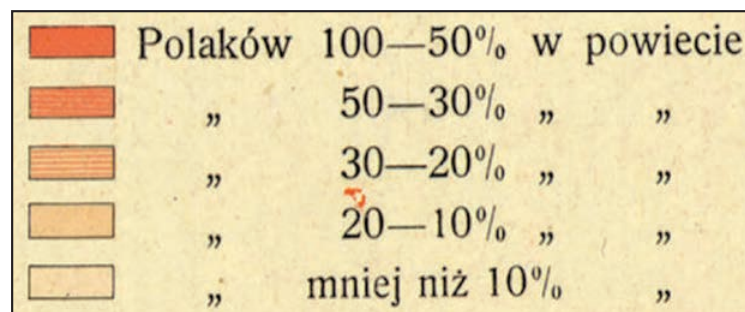 Polaków 100—50% w powiecie
„ 50—30% „ „
„ 30—20% „ „
„ 20—10% „ „
„ mniej niż 10% „